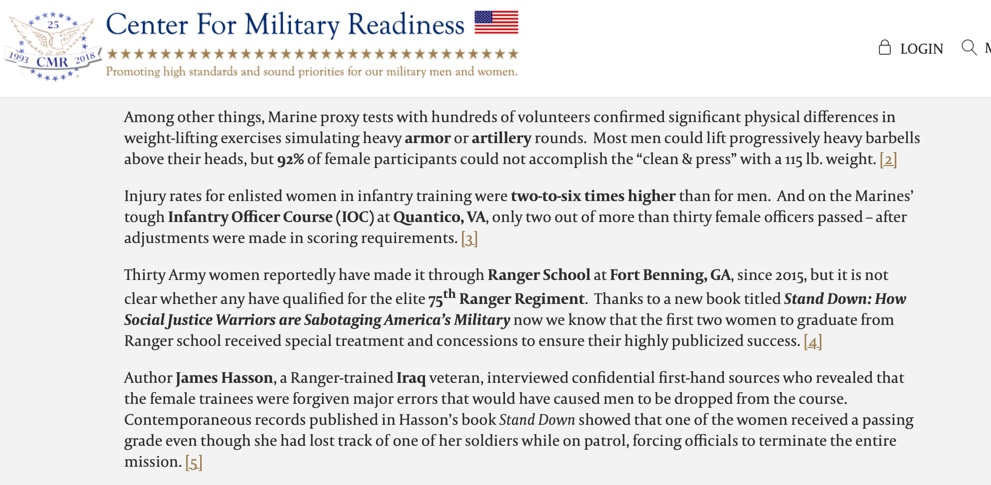 25
1993 CMR 2018
Center For Military Readiness
Promoting high standards and sound priorities for our military men and women.
LOGIN
Among other things, Marine proxy tests with hundreds of volunteers confirmed significant physical differences in
weight-lifting exercises simulating heavy armor or artillery rounds.  Most men could lift progressively heavy barbells
above their heads, but 92% of female participants could not accomplish the “clean & press” with a 115 lb. weight. [2]
Injury rates for enlisted women in infantry training were two-to-six times higher than for men.  And on the Marines’
tough Infantry Officer Course (IOC) at Quantico, VA, only two out of more than thirty female officers passed – after
adjustments were made in scoring requirements. [3]
Thirty Army women reportedly have made it through Ranger School at Fort Benning, GA, since 2015, but it is not
clear whether any have qualified for the elite 75th Ranger Regiment.  Thanks to a new book titled Stand Down: How
Social Justice Warriors are Sabotaging America’s Military now we know that the first two women to graduate from
Ranger school received special treatment and concessions to ensure their highly publicized success. [4]
Author James Hasson, a Ranger-trained Iraq veteran, interviewed confidential first-hand sources who revealed that
the female trainees were forgiven major errors that would have caused men to be dropped from the course.
Contemporaneous records published in Hasson’s book Stand Down showed that one of the women received a passing
grade even though she had lost track of one of her soldiers while on patrol, forcing officials to terminate the entire
mission. [5]